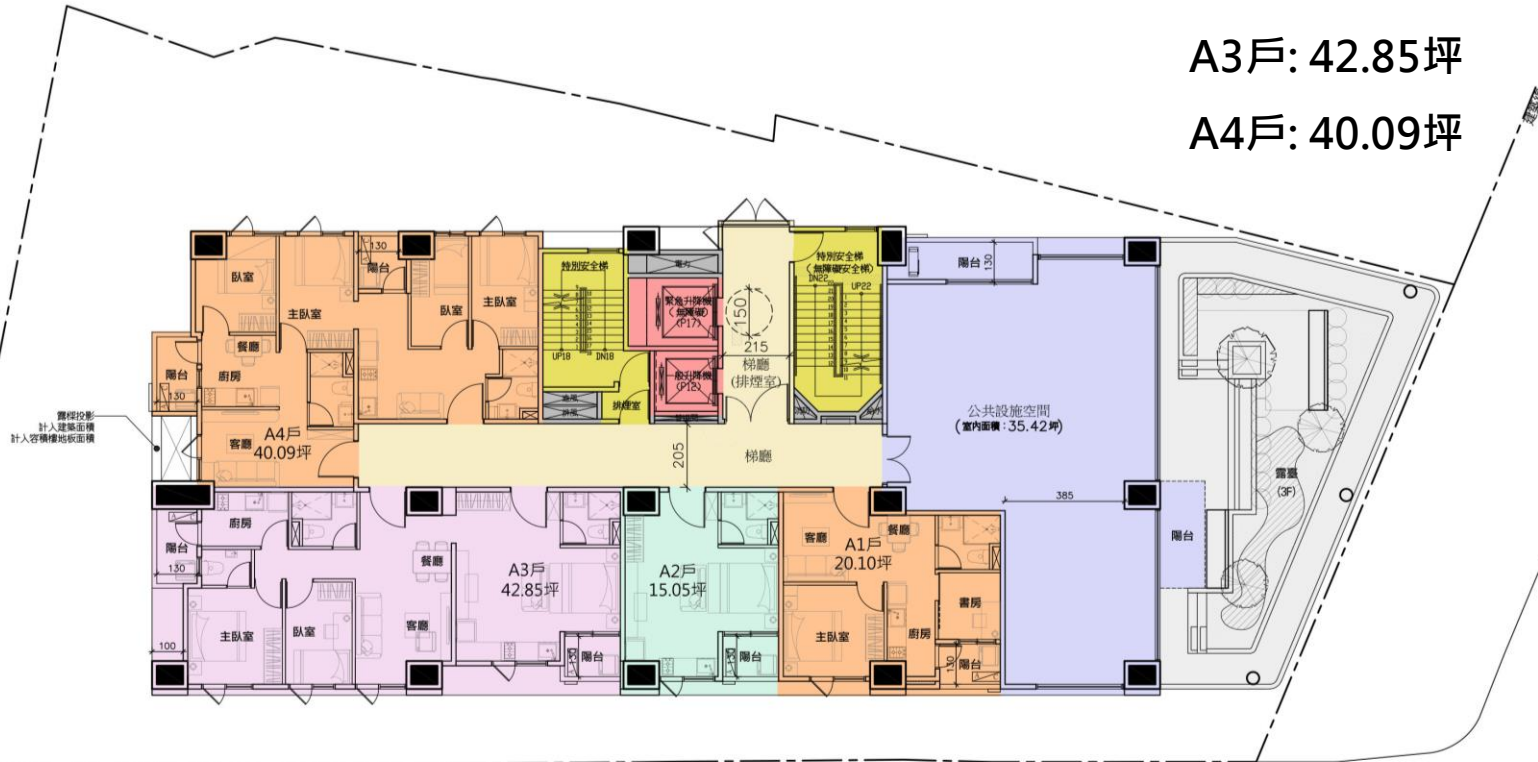 A3戶: 42.85坪
A4戶: 40.09坪
臥室
主臥室
陽台
130
臥室
主臥室
特別安全梯
UP18
DN18
電力
緊急升降機
(無障礙)
(P17)
一般升降機
(P12)
排煙室
150
215
梯廳
(排煙室)
特別安全梯
(無障礙安全梯)
DN22
UP22
陽台
130
餐廳
廚房
陽台
130
客廳
A4戶
40.09坪
露樑投影
計入建築面積
計入容積樓地板面積
205
梯廳
公共設施空間
(室內面積:35.42坪)
385
陽台
露臺
(3F)
廚房
陽台
130
主臥室
臥室
100
餐廳
客廳
A3戶
42.85坪
陽台
130
A2戶
15.05坪
陽台
130
客廳
餐廳
A1戶
20.10坪
主臥室
廚房
書房
陽台
130